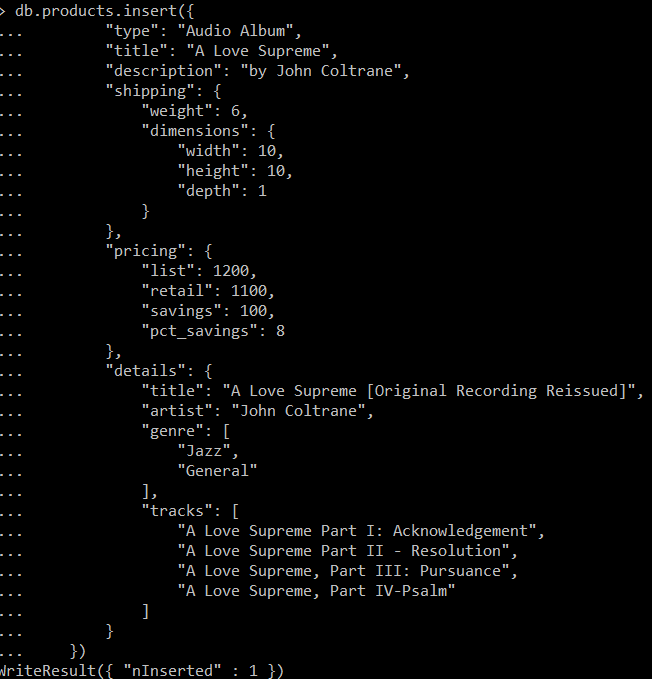 > db.products.insert({
... "type": "Audio Album",
... "title": "A Love Supreme",
... "description": "by John Coltrane",
... "shipping": {
... "weight": 6,
... "dimensions": {
... "width": 10,
... "height": 10,
... "depth": 1
... }
... },
... "pricing": {
... "list": 1200,
... "retail": 1100,
... "savings": 100,
... "pct_savings": 8
... },
... "details": {
... "title": "A Love Supreme [Original Recording Reissued]",
... "artist": "John Coltrane",
... "genre": [
... "Jazz",
... "General"
... ],
... "tracks": [
... "A Love Supreme Part I: Acknowledgement",
... "A Love Supreme Part II - Resolution",
... "A Love Supreme, Part III: Pursuance",
... "A Love Supreme, Part IV-Psalm"
... ]
... }
... })
WriteResult({ "nInserted" : 1 })